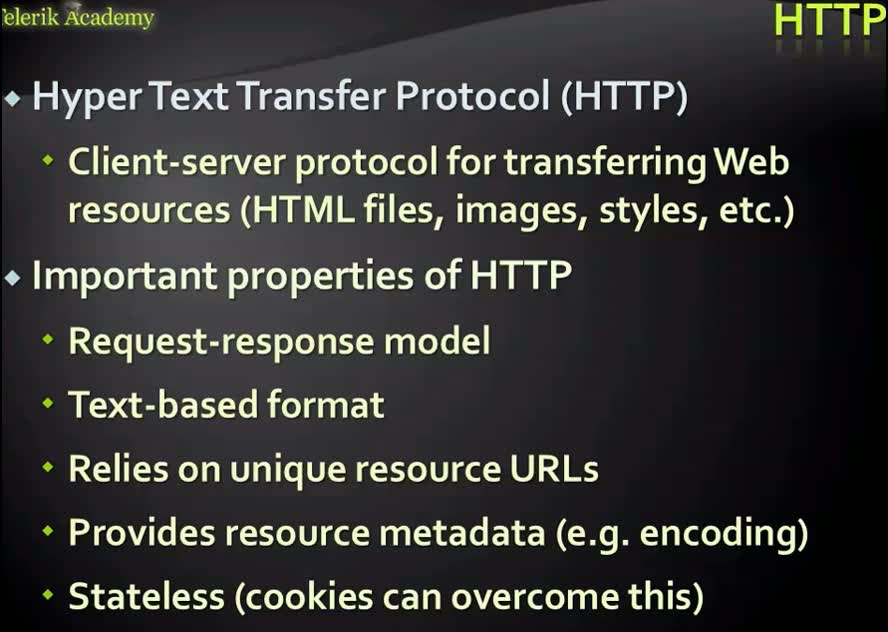 elerik Academy
HTTP
Hyper Text Transfer Protocol (HTTP)
Client-server protocol for transferring Web
resources (HTML files, images, styles, etc.)
Important properties of HTTP
Request-response model
Text-based format
Relies on unique resource URLs
Provides resource metadata (e.g. encoding)
Stateless (cookies can overcome this)